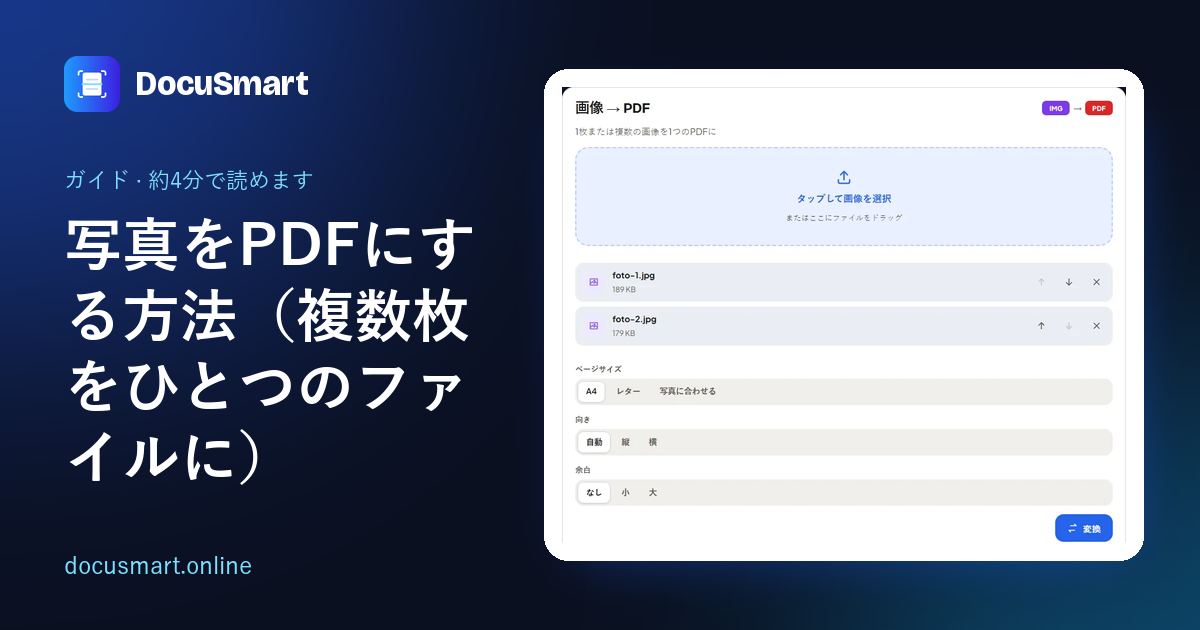 DocuSmart
ガイド · 約4分で読めます
写真をPDFにす
る方法（複数枚
をひとつのファ
イルに）
docusmart.online
画像 → PDF
IMG → PDF
1枚または複数の画像を1つのPDFに
タップして画像を選択
またはここにファイルをドラッグ
foto-1.jpg
189 KB
foto-2.jpg
179 KB
ページサイズ
A4 レター 写真に合わせる
向き
自動 縦 横
余白
なし 小 大
変換